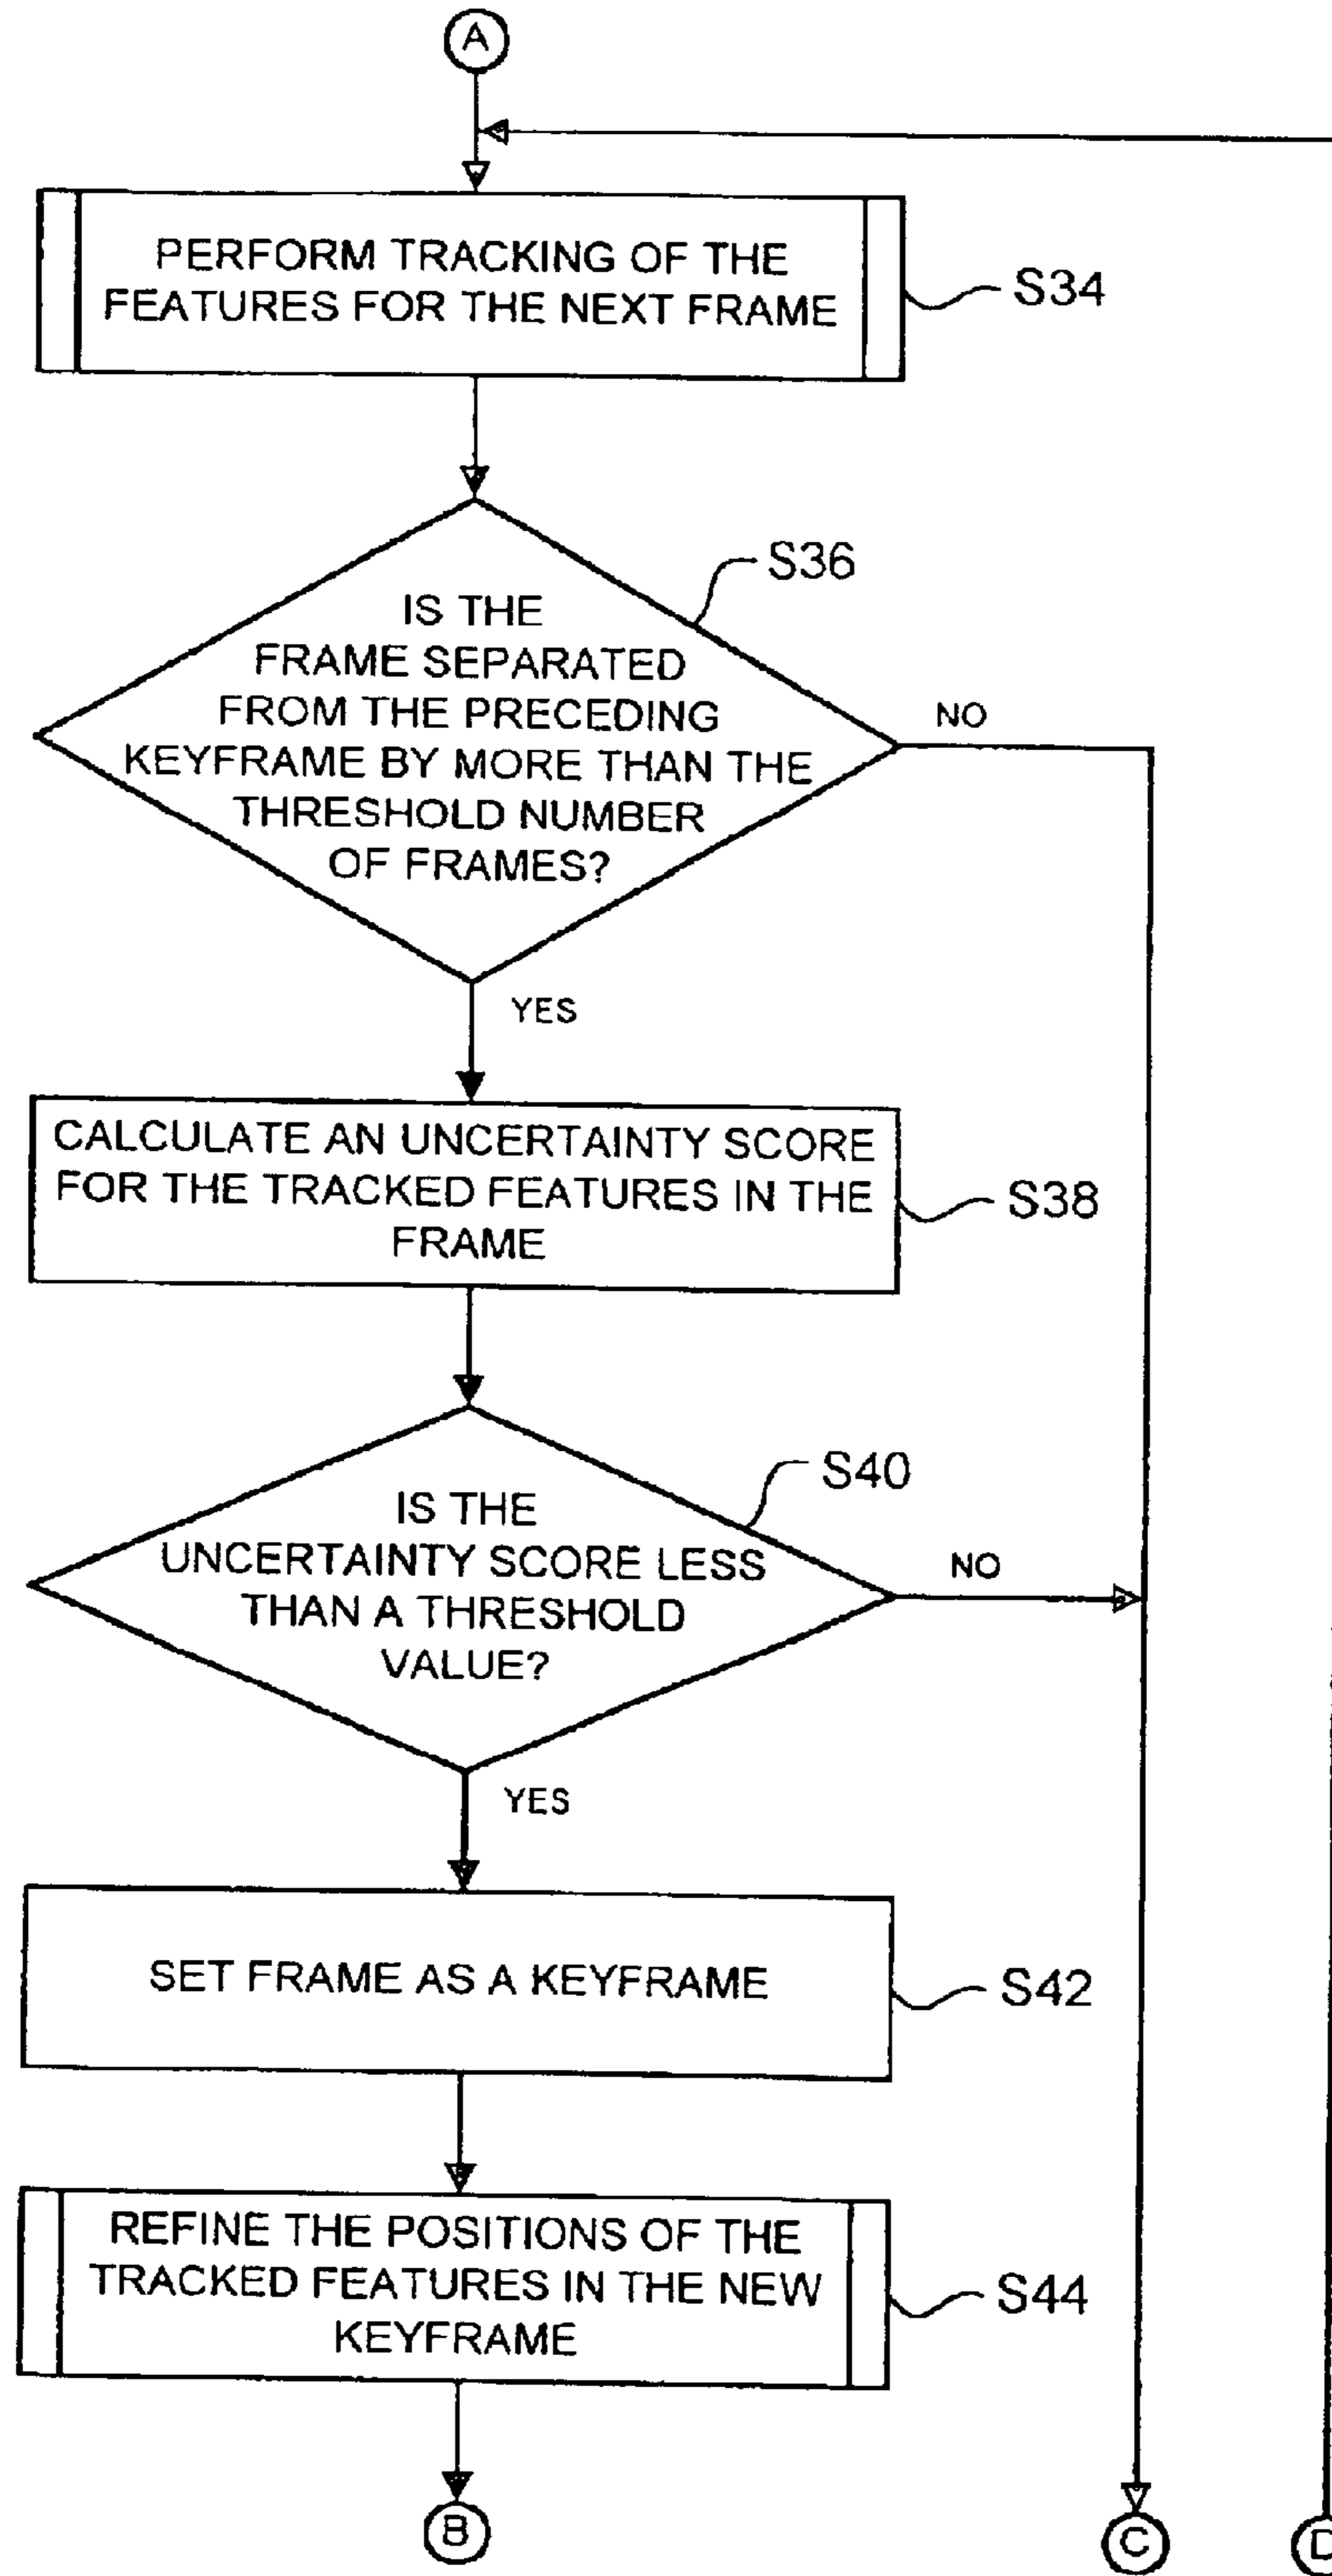 A
PERFORM TRACKING OF THE
FEATURES FOR THE NEXT FRAME
S34
S36
IS THE
FRAME SEPARATED
FROM THE PRECEDING
KEYFRAME BY MORE THAN THE
THRESHOLD NUMBER
OF FRAMES?
NO
YES
CALCULATE AN UNCERTAINTY SCORE
FOR THE TRACKED FEATURES IN THE
FRAME
S38
S40
IS THE
UNCERTAINTY SCORE LESS
THAN A THRESHOLD
VALUE?
NO
YES
SET FRAME AS A KEYFRAME
S42
REFINE THE POSITIONS OF THE
TRACKED FEATURES IN THE NEW
KEYFRAME
S44
B
C
D